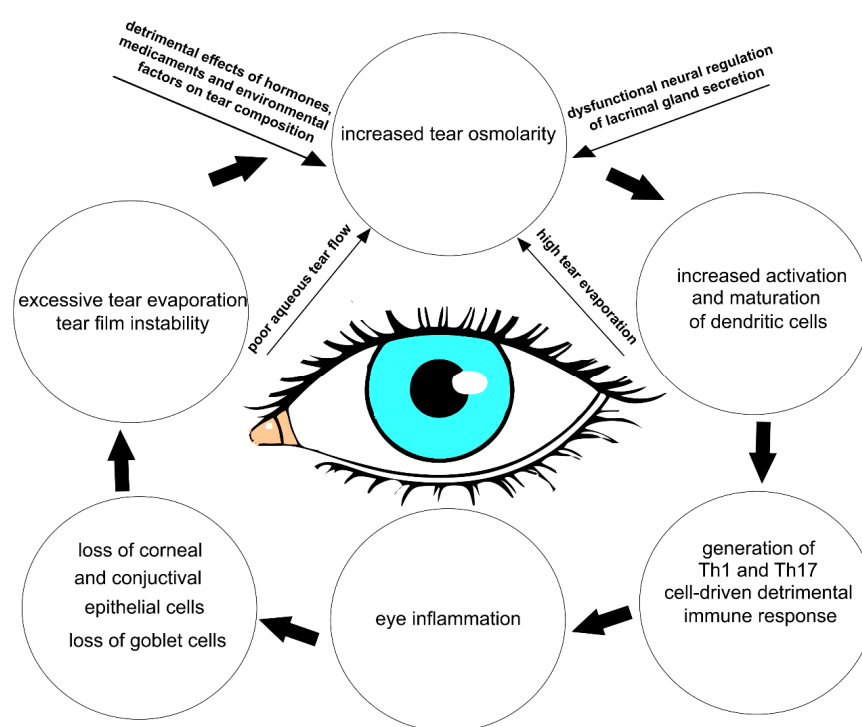 detrimental effects of hormones,
medicaments and environmental
factors on tear composition
increased tear osmolarity
dysfunctional neural regulation
of lacrimal gland secretion
excessive tear evaporation
tear film instability
poor aqueous tear flow
high tear evaporation
increased activation
and maturation
of dendritic cells
loss of corneal
and conjuctival
epithelial cells
loss of goblet cells
eye inflammation
generation of
Th1 and Th17
cell-driven detrimental
immune response